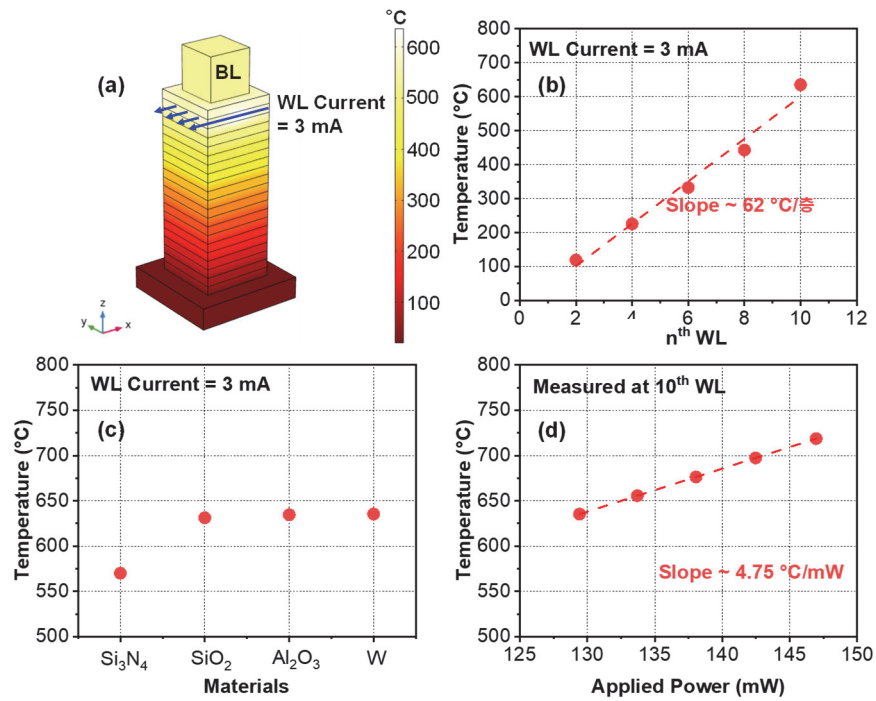 °C
600
500
400
300
200
100
(a)
BL
WL Current
= 3 mA
z
y
x
WL Current = 3 mA
(b)
Temperature (°C)
800
700
600
500
400
300
200
100
0
Slope ~ 62 °C/층
0 2 4 6 8 10 12
nth WL
WL Current = 3 mA
(c)
Temperature (°C)
800
750
700
650
600
550
500
Si₃N₄ SiO₂ Al₂O₃ W
Materials
Measured at 10th WL
(d)
Temperature (°C)
800
750
700
650
600
550
500
Slope ~ 4.75 °C/mW
125 130 135 140 145 150
Applied Power (mW)